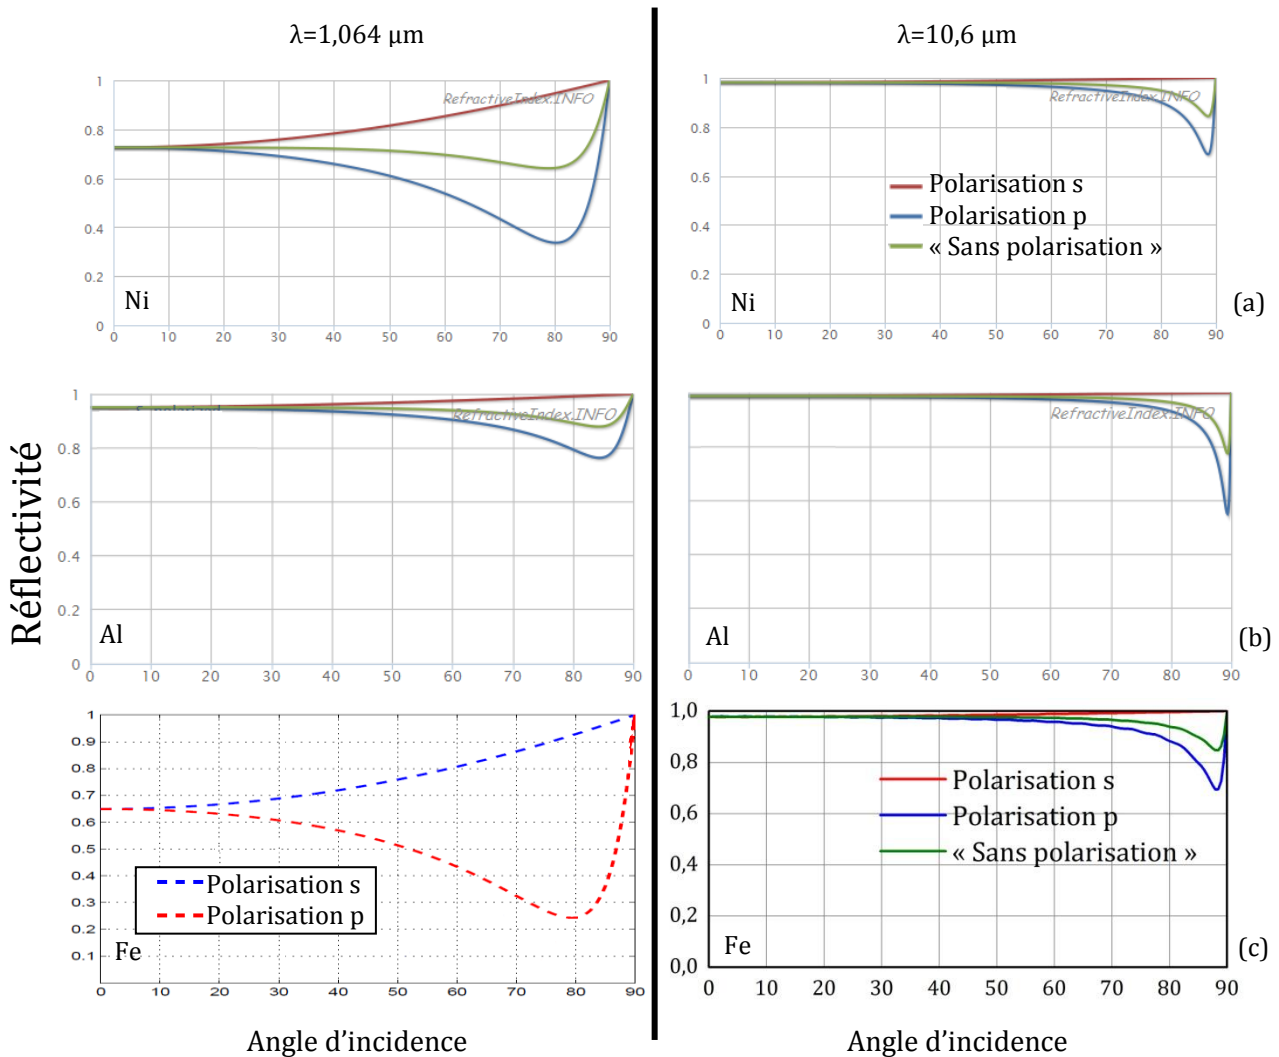 λ=1,064 µm
λ=10,6 µm
1
0.8
0.6
0.4
0.2
0
RefractiveIndex.INFO
Ni
0 10 20 30 40 50 60 70 80 90
1
0.8
0.6
0.4
0.2
0
RefractiveIndex.INFO
Polarisation s
Polarisation p
« Sans polarisation »
Ni
(a)
0 10 20 30 40 50 60 70 80 90
Réflectivité
1
0.8
0.6
0.4
0.2
0
RefractiveIndex.INFO
Al
0 10 20 30 40 50 60 70 80 90
RefractiveIndex.INFO
Al
(b)
0 10 20 30 40 50 60 70 80 90
1
0.9
0.8
0.7
0.6
0.5
0.4
0.3
0.2
0.1
Polarisation s
Polarisation p
Fe
0 10 20 30 40 50 60 70 80 90
1,0
0,8
0,6
0,4
0,2
0,0
Polarisation s
Polarisation p
« Sans polarisation »
Fe
(c)
0 10 20 30 40 50 60 70 80 90
Angle d’incidence
Angle d’incidence